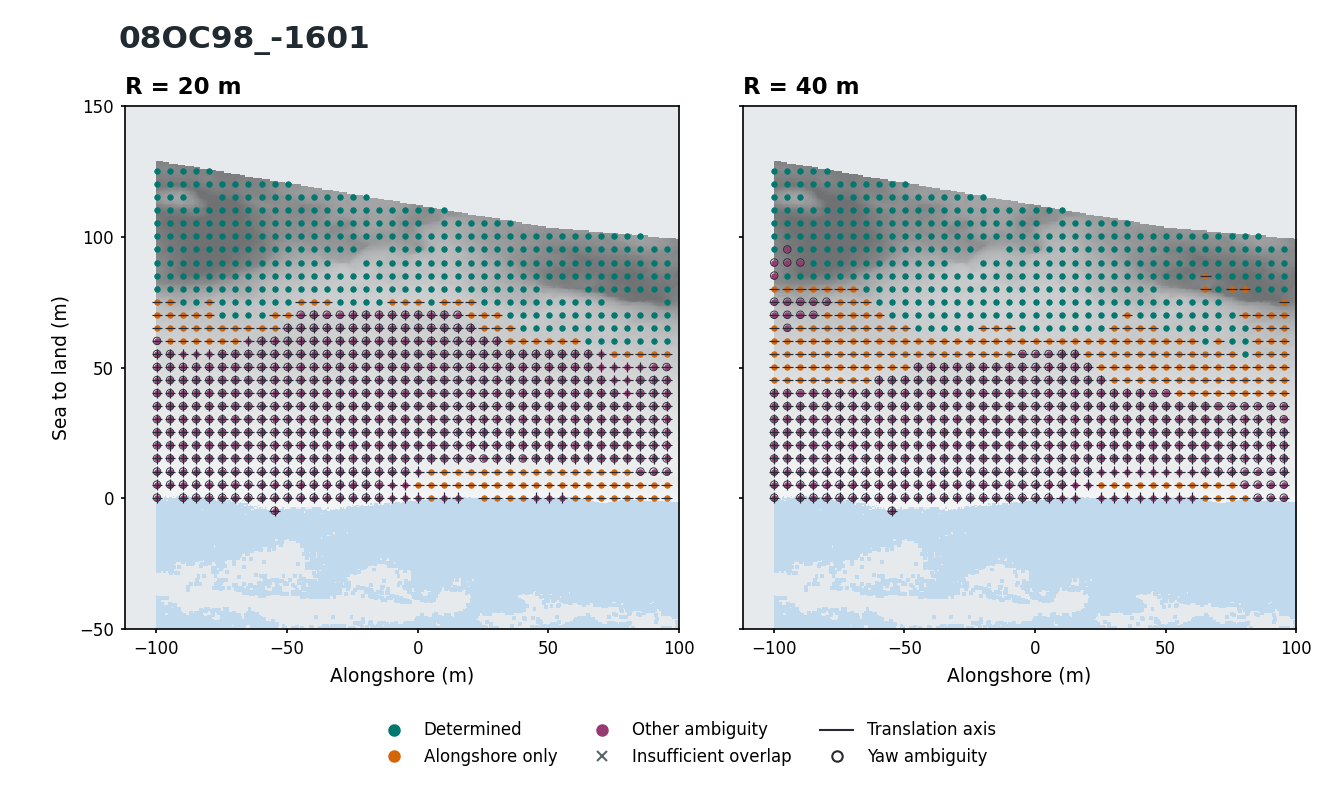 08OC98_-1601
R = 20 m
R = 40 m
150
100
50
0
−50
Sea to land (m)
−100
−50
0
50
100
−100
−50
0
50
100
Alongshore (m)
Alongshore (m)
Determined
Other ambiguity
Translation axis
Alongshore only
Insufficient overlap
Yaw ambiguity